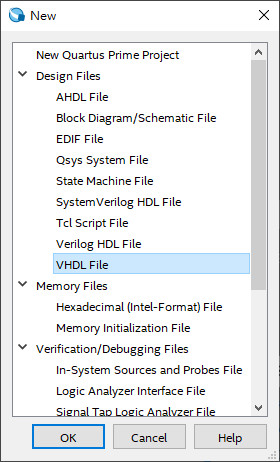 New
New Quartus Prime Project
Design Files
AHDL File
Block Diagram/Schematic File
EDIF File
Qsys System File
State Machine File
SystemVerilog HDL File
Tcl Script File
Verilog HDL File
VHDL File
Memory Files
Hexadecimal (Intel-Format) File
Memory Initialization File
Verification/Debugging Files
In-System Sources and Probes File
Logic Analyzer Interface File
Signal Tap Logic Analyzer File
OK Cancel Help